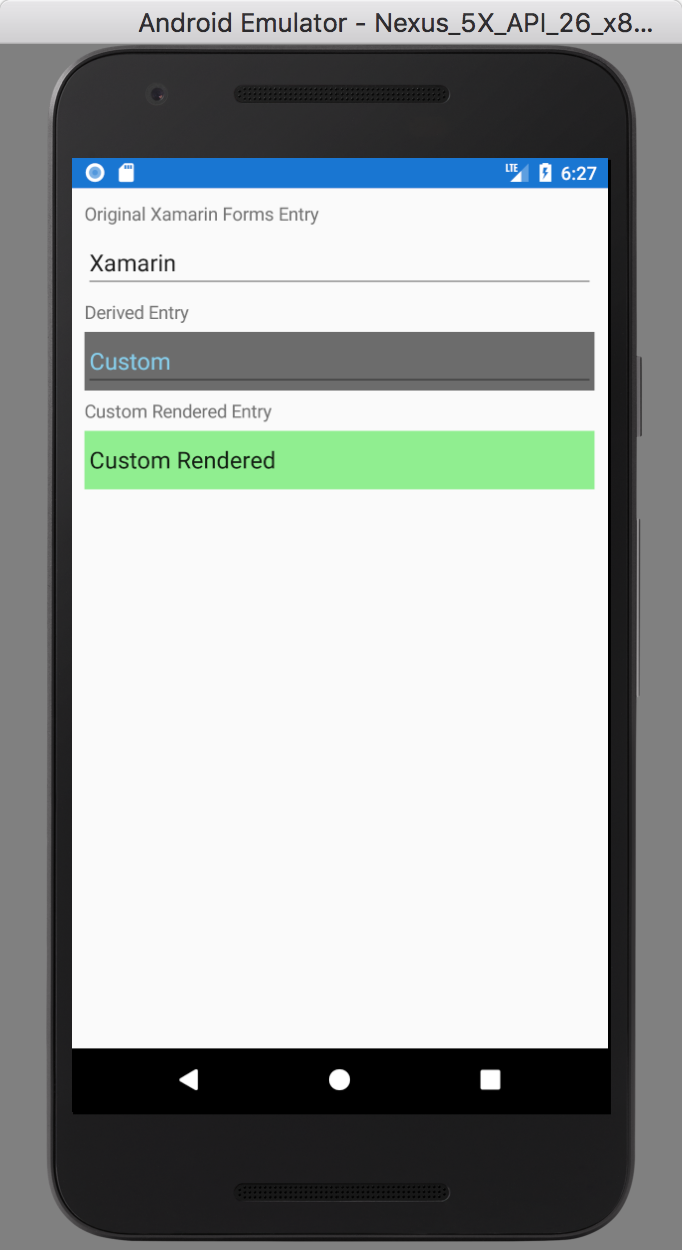 Android Emulator - Nexus_5X_API_26_x8...
LTE 6:27
Original Xamarin Forms Entry
Xamarin
Derived Entry
Custom
Custom Rendered Entry
Custom Rendered